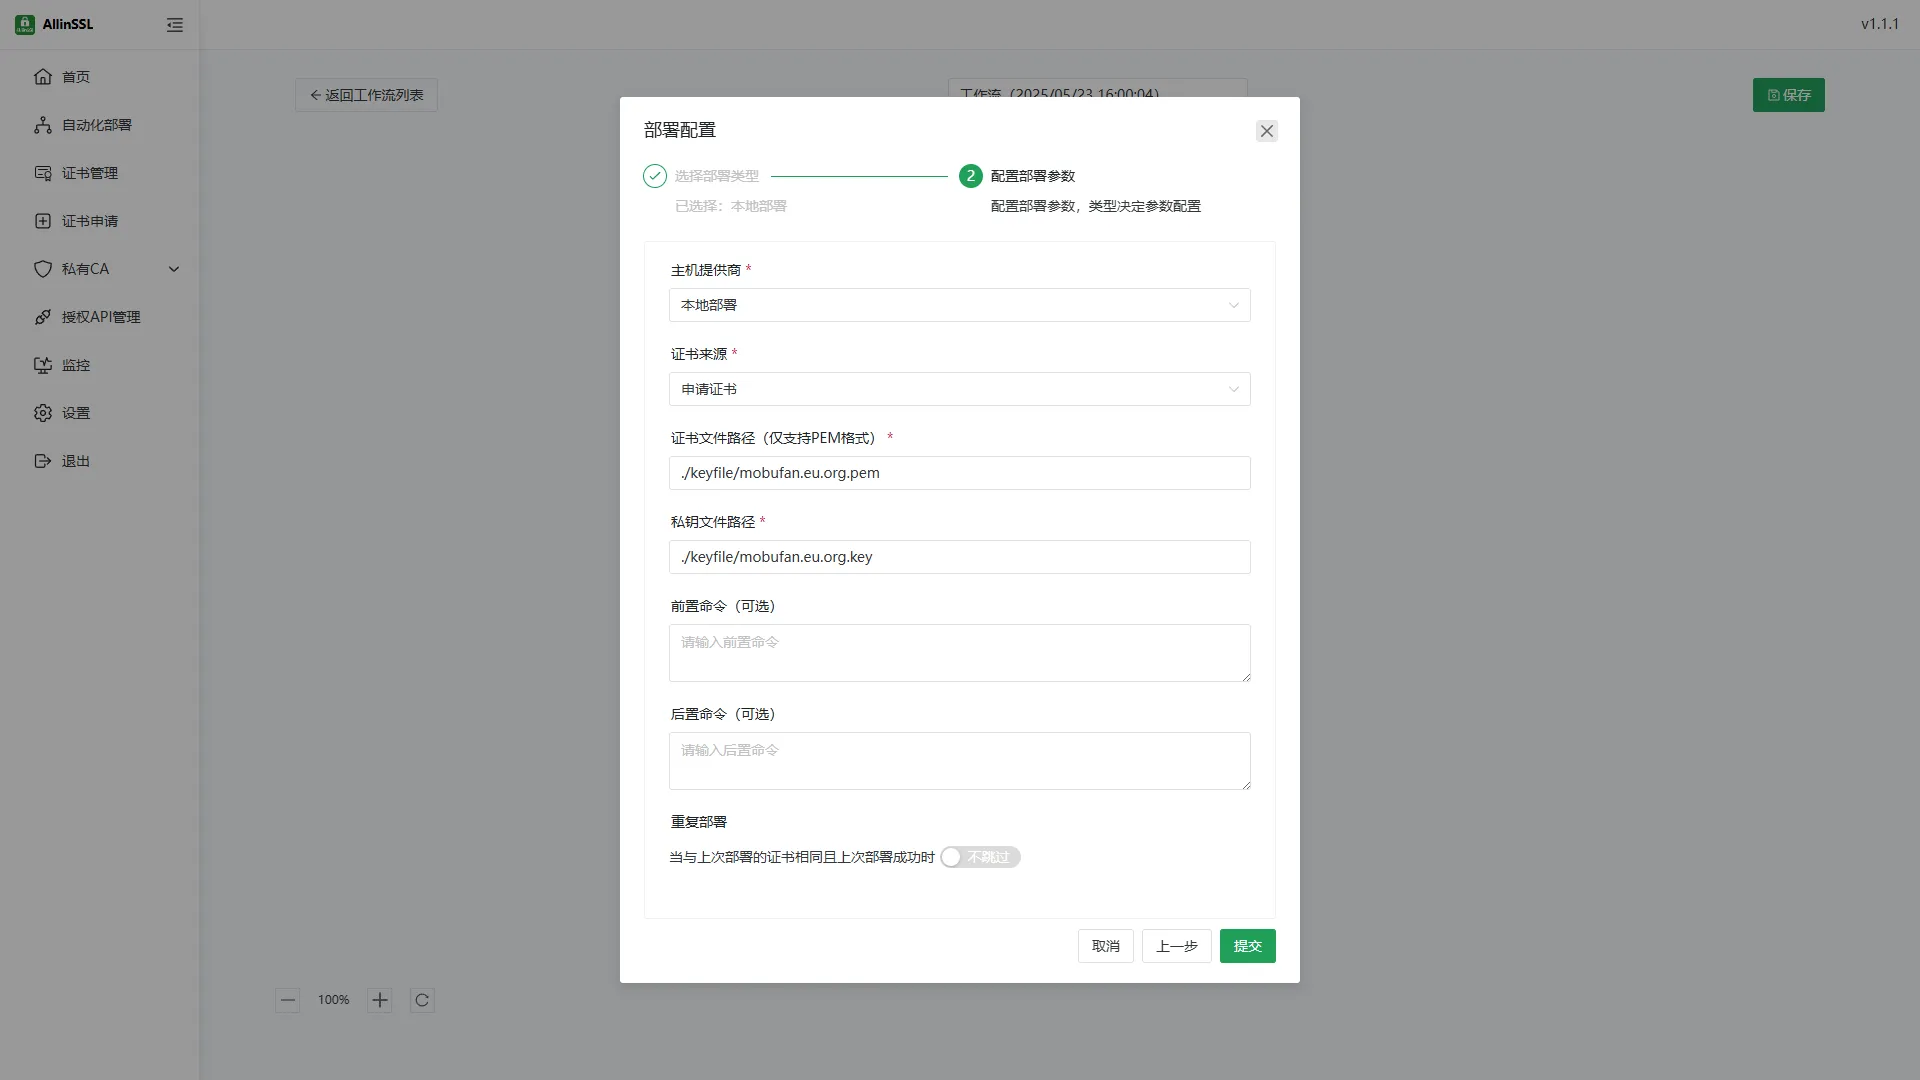 AllinSSL
v1.1.1
首页
自动化部署
证书管理
证书申请
私有CA
授权API管理
监控
设置
退出
返回工作流列表
工作流（2025/05/23 16:00:04）
保存
部署配置
选择部署类型
已选择：本地部署
2
配置部署参数
配置部署参数，类型决定参数配置
主机提供商 *
本地部署
证书来源 *
申请证书
证书文件路径（仅支持PEM格式） *
./keyfile/mobufan.eu.org.pem
私钥文件路径 *
./keyfile/mobufan.eu.org.key
前置命令（可选）
请输入前置命令
后置命令（可选）
请输入后置命令
重复部署
当与上次部署的证书相同且上次部署成功时 不跳过
取消
上一步
提交
100%